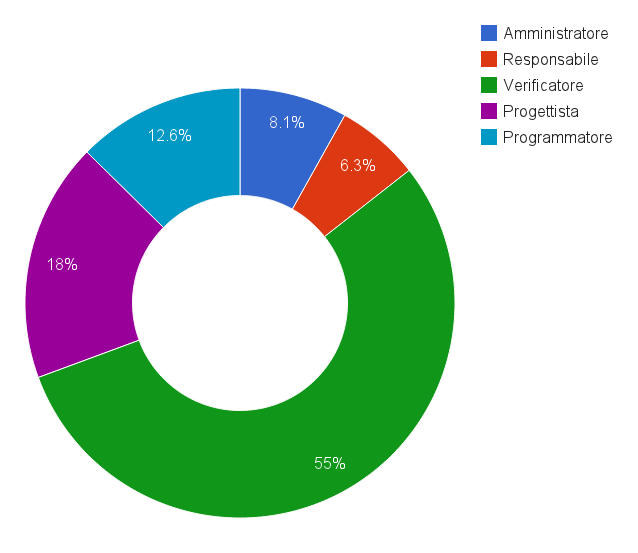 Amministratore
Responsabile
Verificatore
Progettista
Programmatore
12.6%
8.1%
6.3%
18%
55%